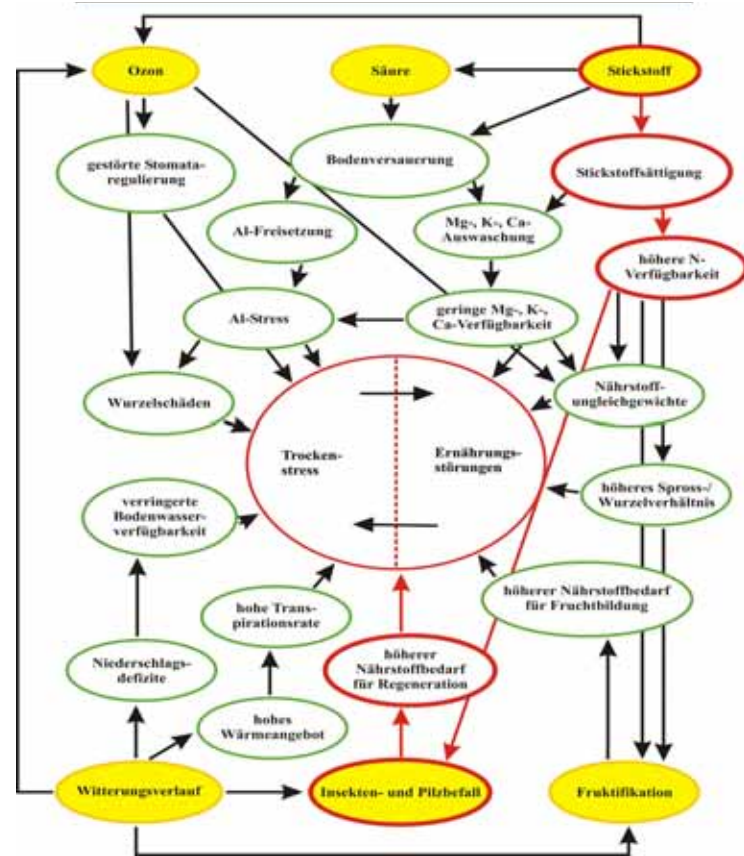 Ozon
Säure
Stickstoff
gestörte Stomata-
regulierung
Bodenversauerung
Stickstoffsättigung
Al-Freisetzung
Mg-, K-, Ca-
Auswaschung
höhere N-
Verfügbarkeit
Al-Stress
geringe Mg-, K-,
Ca-Verfügbarkeit
Wurzelschäden
Nährstoff-
ungleichgewichte
Trocken-
stress
Ernährungs-
störungen
verringerte
Bodenwasser-
verfügbarkeit
höheres Spross-/
Wurzelverhältnis
hohe Trans-
pirationsrate
höherer Nährstoffbedarf
für Fruchtbildung
Niederschlags-
defizite
höherer
Nährstoffbedarf
für Regeneration
hohes
Wärmeangebot
Witterungsverlauf
Insekten- und Pilzbefall
Fruktifikation